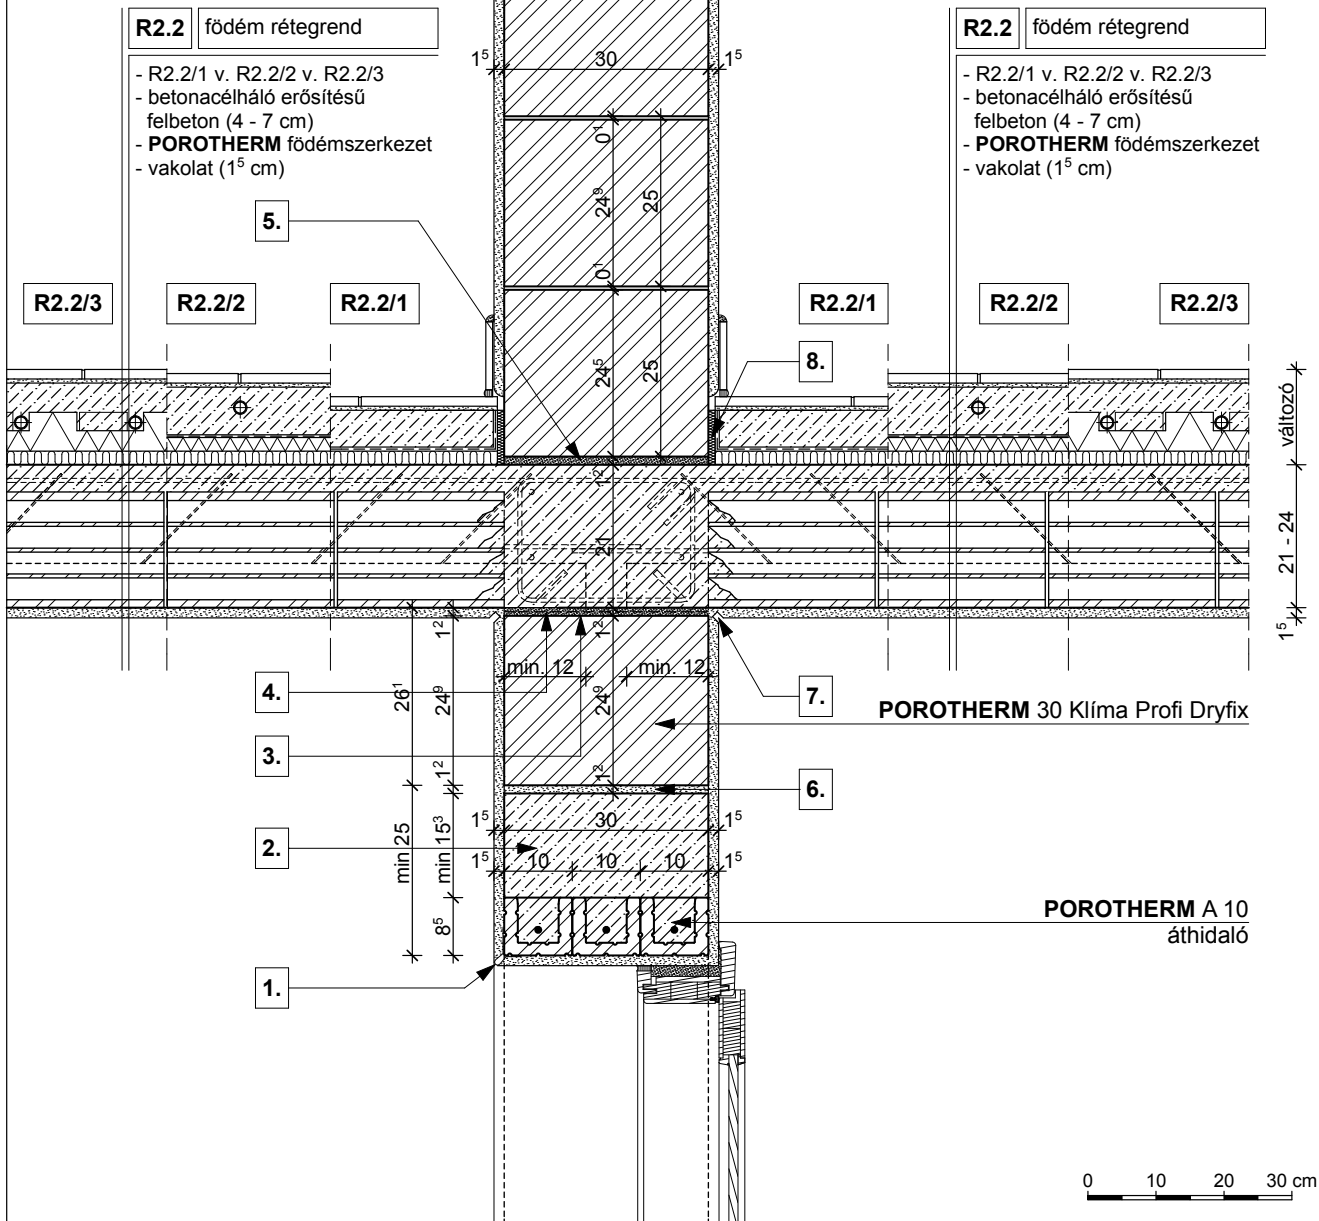 R2.2 födém rétegrend
- R2.2/1 v. R2.2/2 v. R2.2/3
- betonacélháló erősítésű
felbeton (4 - 7 cm)
- POROTHERM födémszerkezet
- vakolat (1⁵ cm)
R2.2 födém rétegrend
- R2.2/1 v. R2.2/2 v. R2.2/3
- betonacélháló erősítésű
felbeton (4 - 7 cm)
- POROTHERM födémszerkezet
- vakolat (1⁵ cm)
1⁵ 30 1⁵
0¹
24⁹ 25
0¹
5.
R2.2/3 R2.2/2 R2.2/1
R2.2/1 R2.2/2 R2.2/3
24⁵ 25
8.
változó
1²
21
21 - 24
1⁵
1² 1²
min. 12 min. 12
4.
7.
26¹ 24⁹ 24⁹
POROTHERM 30 Klíma Profi Dryfix
3.
1² 1²
6.
1⁵ 30 1⁵
2.
min 25 min 15³
1⁵ 10 10 10 1⁵
8⁵
POROTHERM A 10
áthidaló
1.
0 10 20 30 cm